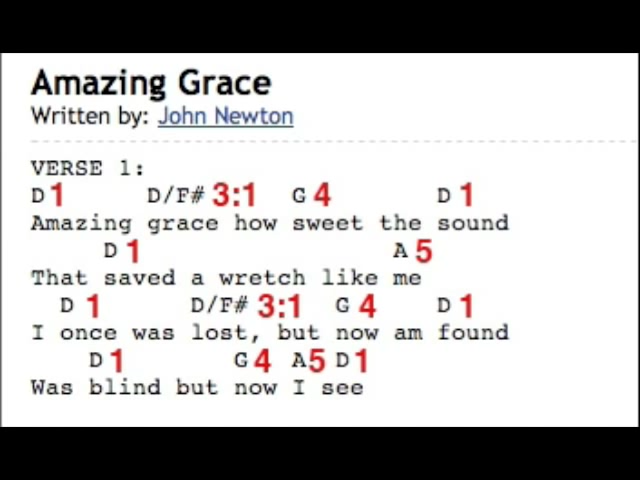 Amazing Grace
Written by: John Newton
VERSE 1:
D 1 D/F# 3:1 G 4 D 1
Amazing grace how sweet the sound
D 1 A 5
That saved a wretch like me
D 1 D/F# 3:1 G 4 D 1
I once was lost, but now am found
D 1 G 4 A 5 D 1
Was blind but now I see